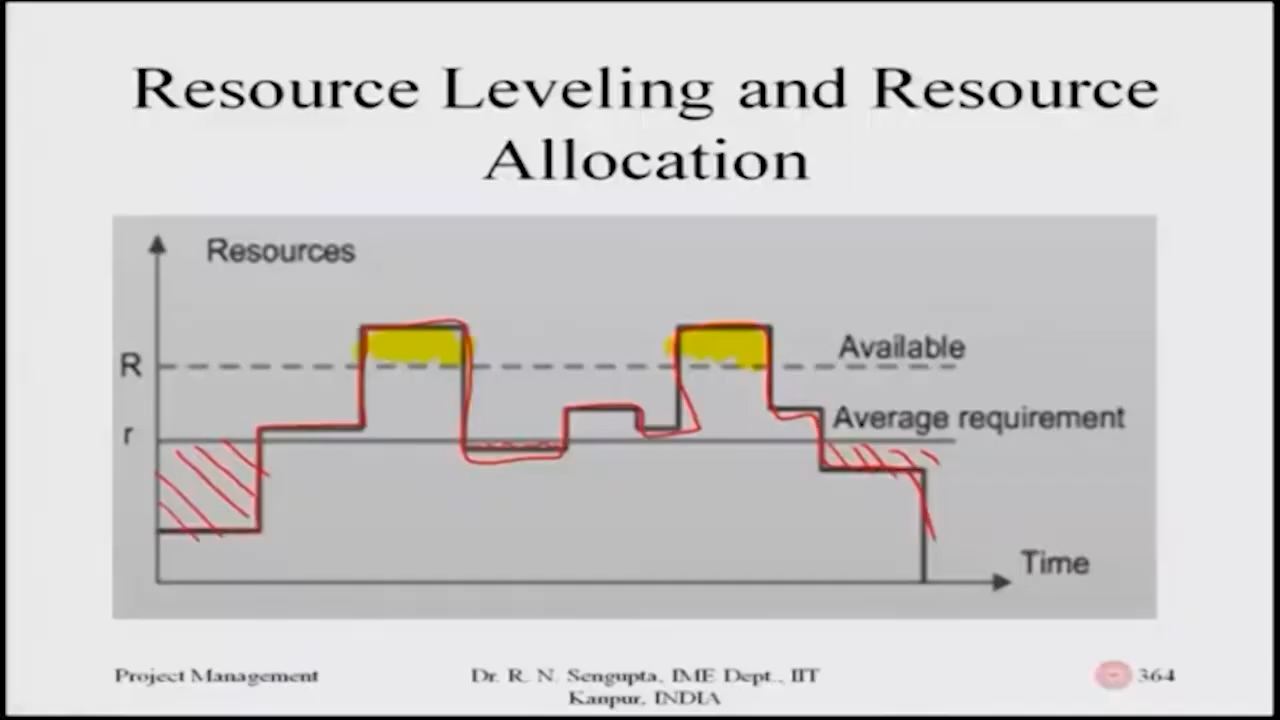 Resource Leveling and Resource
Allocation
Resources
R
Available
r
Average requirement
Time
Project Management
Dr. R. N. Sengupta, IME Dept., IIT
Kanpur, INDIA
364